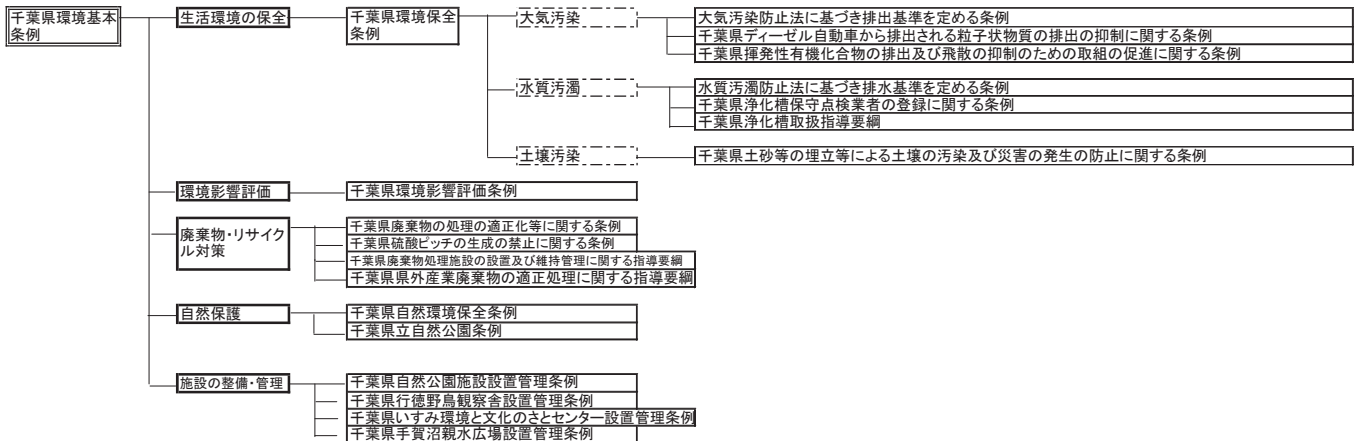 千葉県環境基本
条例
生活環境の保全
千葉県環境保全
条例
大気汚染
大気汚染防止法に基づき排出基準を定める条例
千葉県ディーゼル自動車から排出される粒子状物質の排出の抑制に関する条例
千葉県揮発性有機化合物の排出及び飛散の抑制のための取組の促進に関する条例
水質汚濁
水質汚濁防止法に基づき排水基準を定める条例
千葉県浄化槽保守点検業者の登録に関する条例
千葉県浄化槽取扱指導要綱
土壌汚染
千葉県土砂等の埋立等による土壌の汚染及び災害の発生の防止に関する条例
環境影響評価
千葉県環境影響評価条例
廃棄物・リサイク
ル対策
千葉県廃棄物の処理の適正化等に関する条例
千葉県硫酸ピッチの生成の禁止に関する条例
千葉県廃棄物処理施設の設置及び維持管理に関する指導要綱
千葉県県外産業廃棄物の適正処理に関する指導要綱
自然保護
千葉県自然環境保全条例
千葉県立自然公園条例
施設の整備・管理
千葉県自然公園施設設置管理条例
千葉県行徳野鳥観察舎設置管理条例
千葉県いすみ環境と文化のさとセンター設置管理条例
千葉県手賀沼親水広場設置管理条例